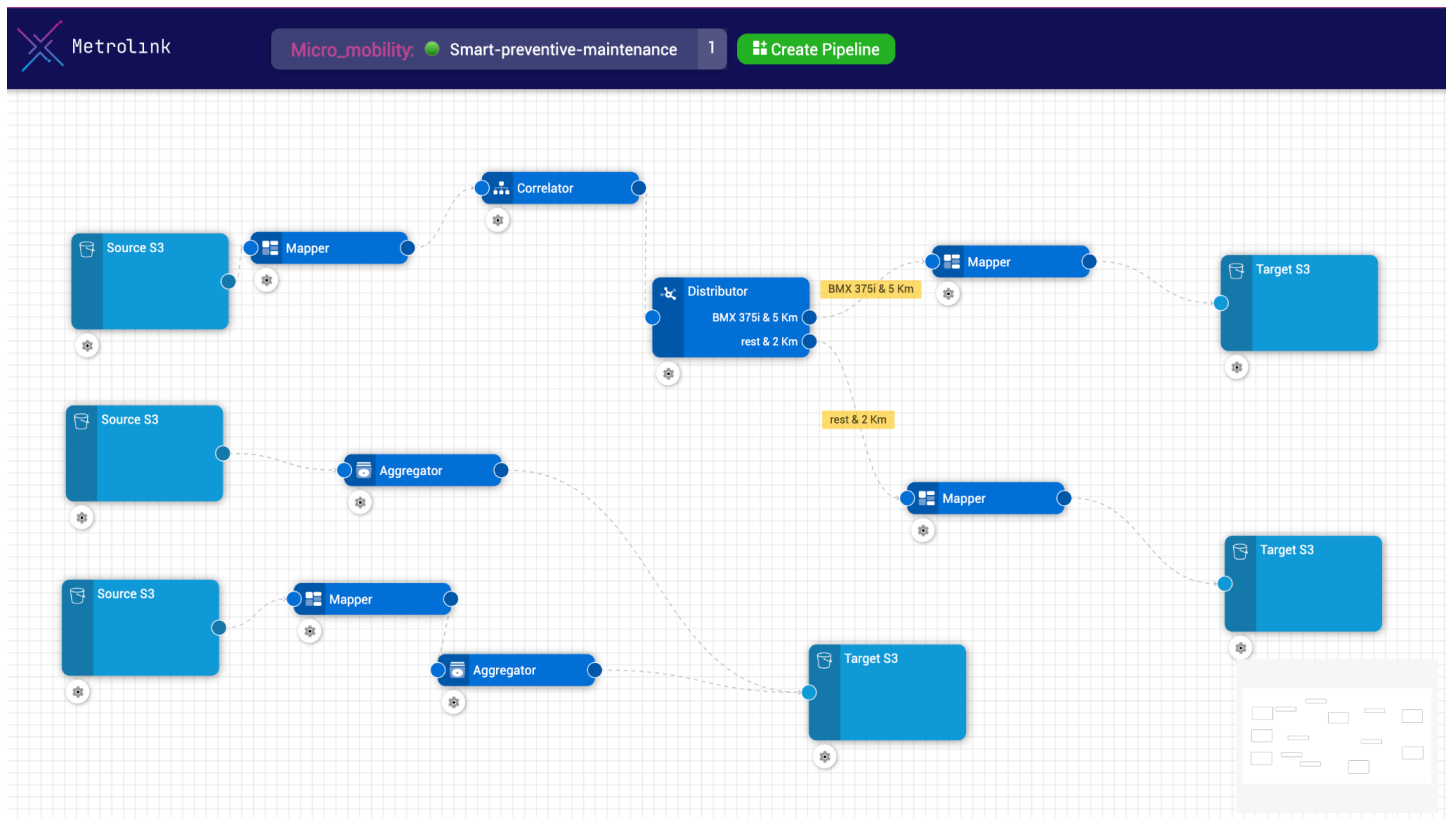 Metrolınk
Micro_mobility: Smart-preventive-maintenance 1
Create Pipeline
Correlator
Source S3
Mapper
Mapper
Target S3
Distributor
BMX 375i & 5 Km
rest & 2 Km
BMX 375i & 5 Km
Source S3
rest & 2 Km
Aggregator
Mapper
Target S3
Source S3
Mapper
Aggregator
Target S3